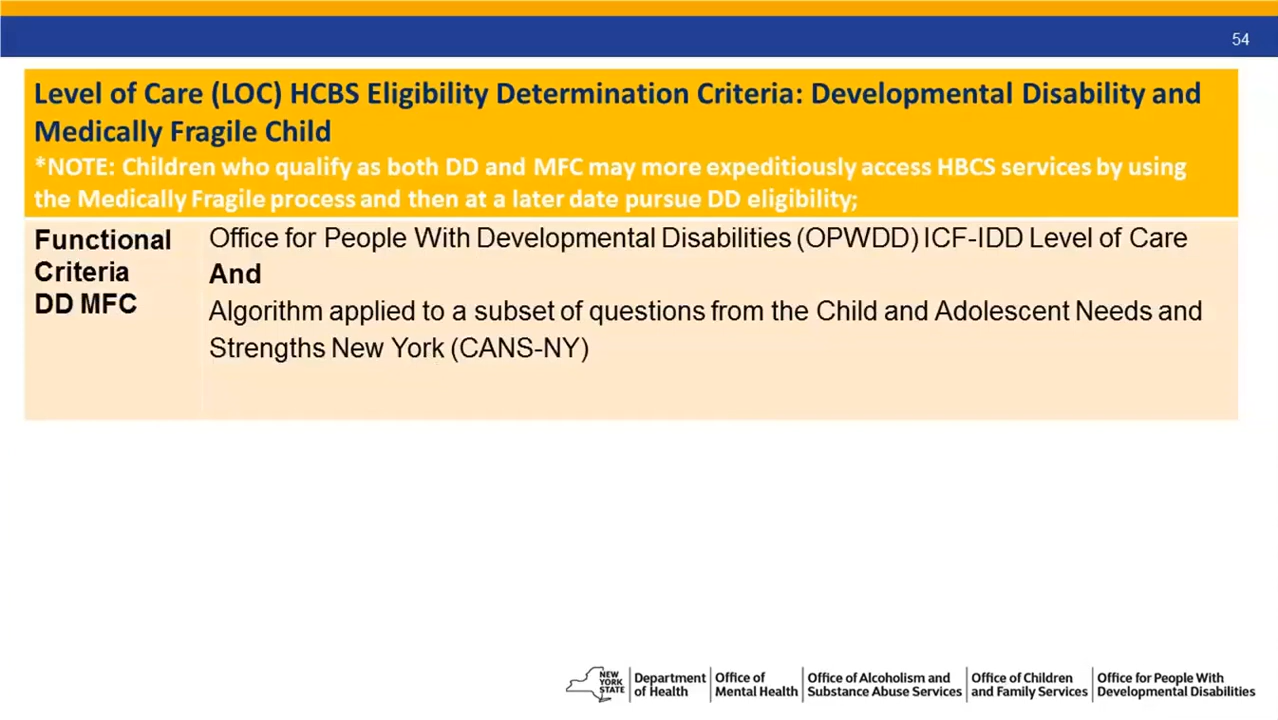 54
Level of Care (LOC) HCBS Eligibility Determination Criteria: Developmental Disability and
Medically Fragile Child
*NOTE: Children who qualify as both DD and MFC may more expeditiously access HBCS services by using
the Medically Fragile process and then at a later date pursue DD eligibility;
Functional
Criteria
DD MFC
Office for People With Developmental Disabilities (OPWDD) ICF-IDD Level of Care
And
Algorithm applied to a subset of questions from the Child and Adolescent Needs and
Strengths New York (CANS-NY)
NEW
YORK
STATE
Department
of Health
Office of
Mental Health
Office of Alcoholism and
Substance Abuse Services
Office of Children
and Family Services
Office for People With
Developmental Disabilities